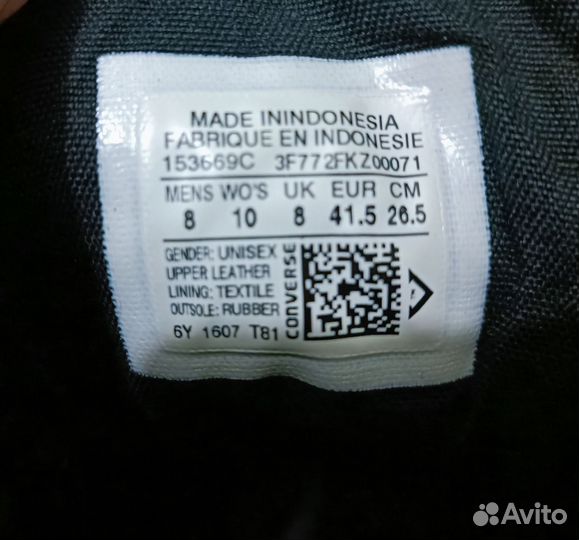 MADE ININDONESIA
FABRIQUE EN INDONESIE
153669C 3F772FKZ00071
MENS WO'S UK EUR CM
8 10 8 41.5 26.5
GENDER: UNISEX
UPPER LEATHER
LINING: TEXTILE
OUTSOLE: RUBBER
6Y 1607 T81
CONVERSE
Avito